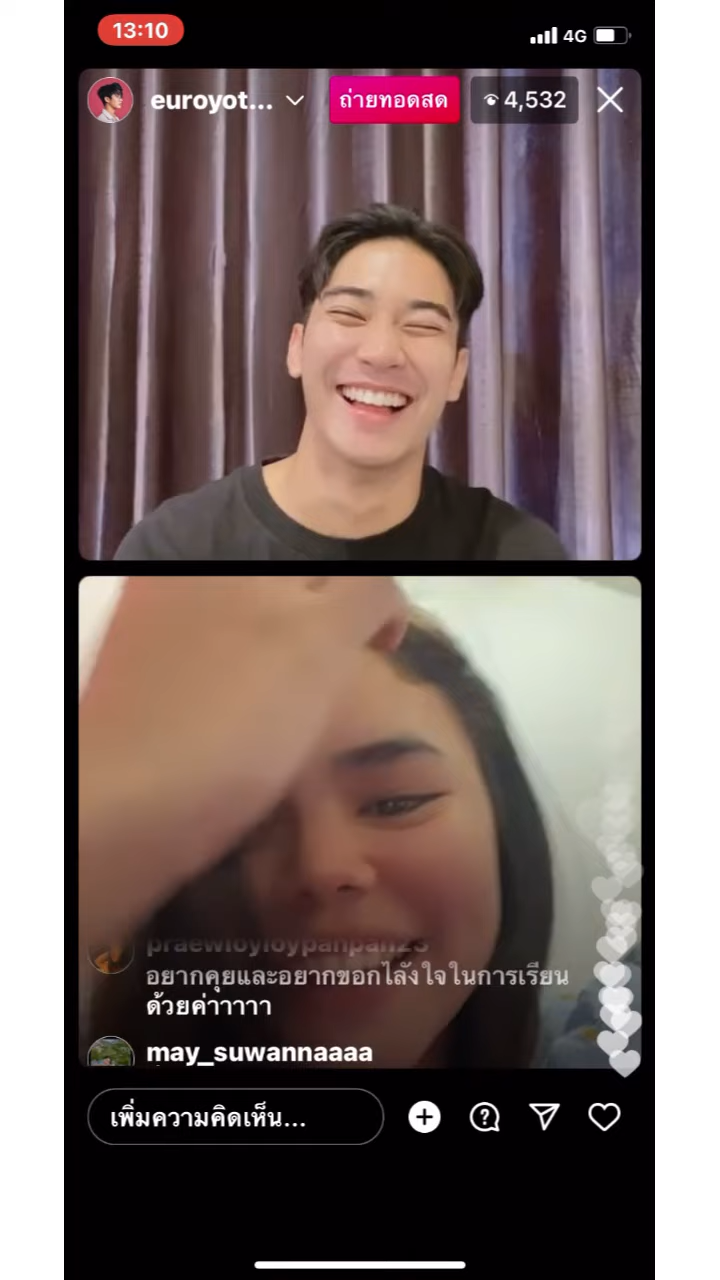 13:10
4G
euroyot...
ถ่ายทอดสด
4,532
praewloyloypanpan23
อยากคุยและอยากขอกำลังใจในการเรียน
ด้วยค่าาาาา
may_suwannaaaa
เพิ่มความคิดเห็น...